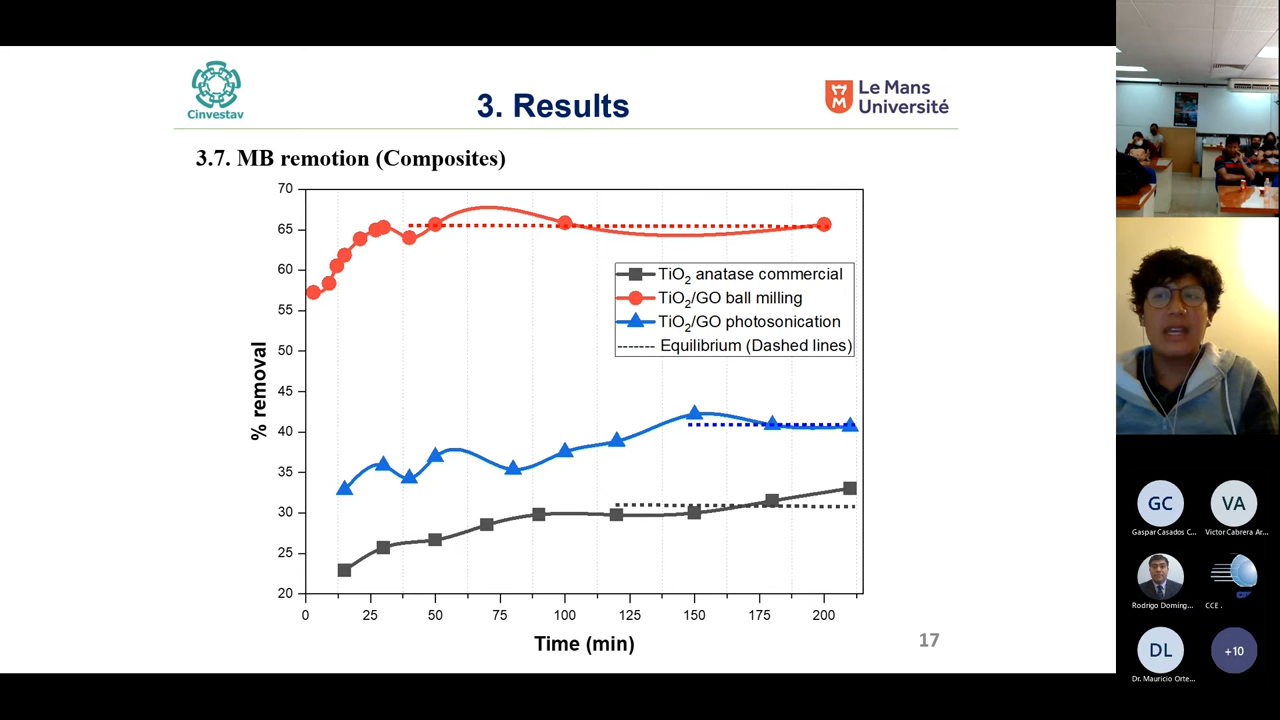 Cinvestav
3. Results
Le Mans
Université
3.7. MB remotion (Composites)
70
65
60
55
50
45
40
35
30
25
20
% removal
TiO2 anatase commercial
TiO2/GO ball milling
TiO2/GO photosonication
Equilibrium (Dashed lines)
0 25 50 75 100 125 150 175 200
Time (min)
17
GC
Gaspar Casados C...
VA
Victor Cabrera Ar...
Rodrigo Doming...
CCE .
DL
Dr. Mauricio Orte...
+10